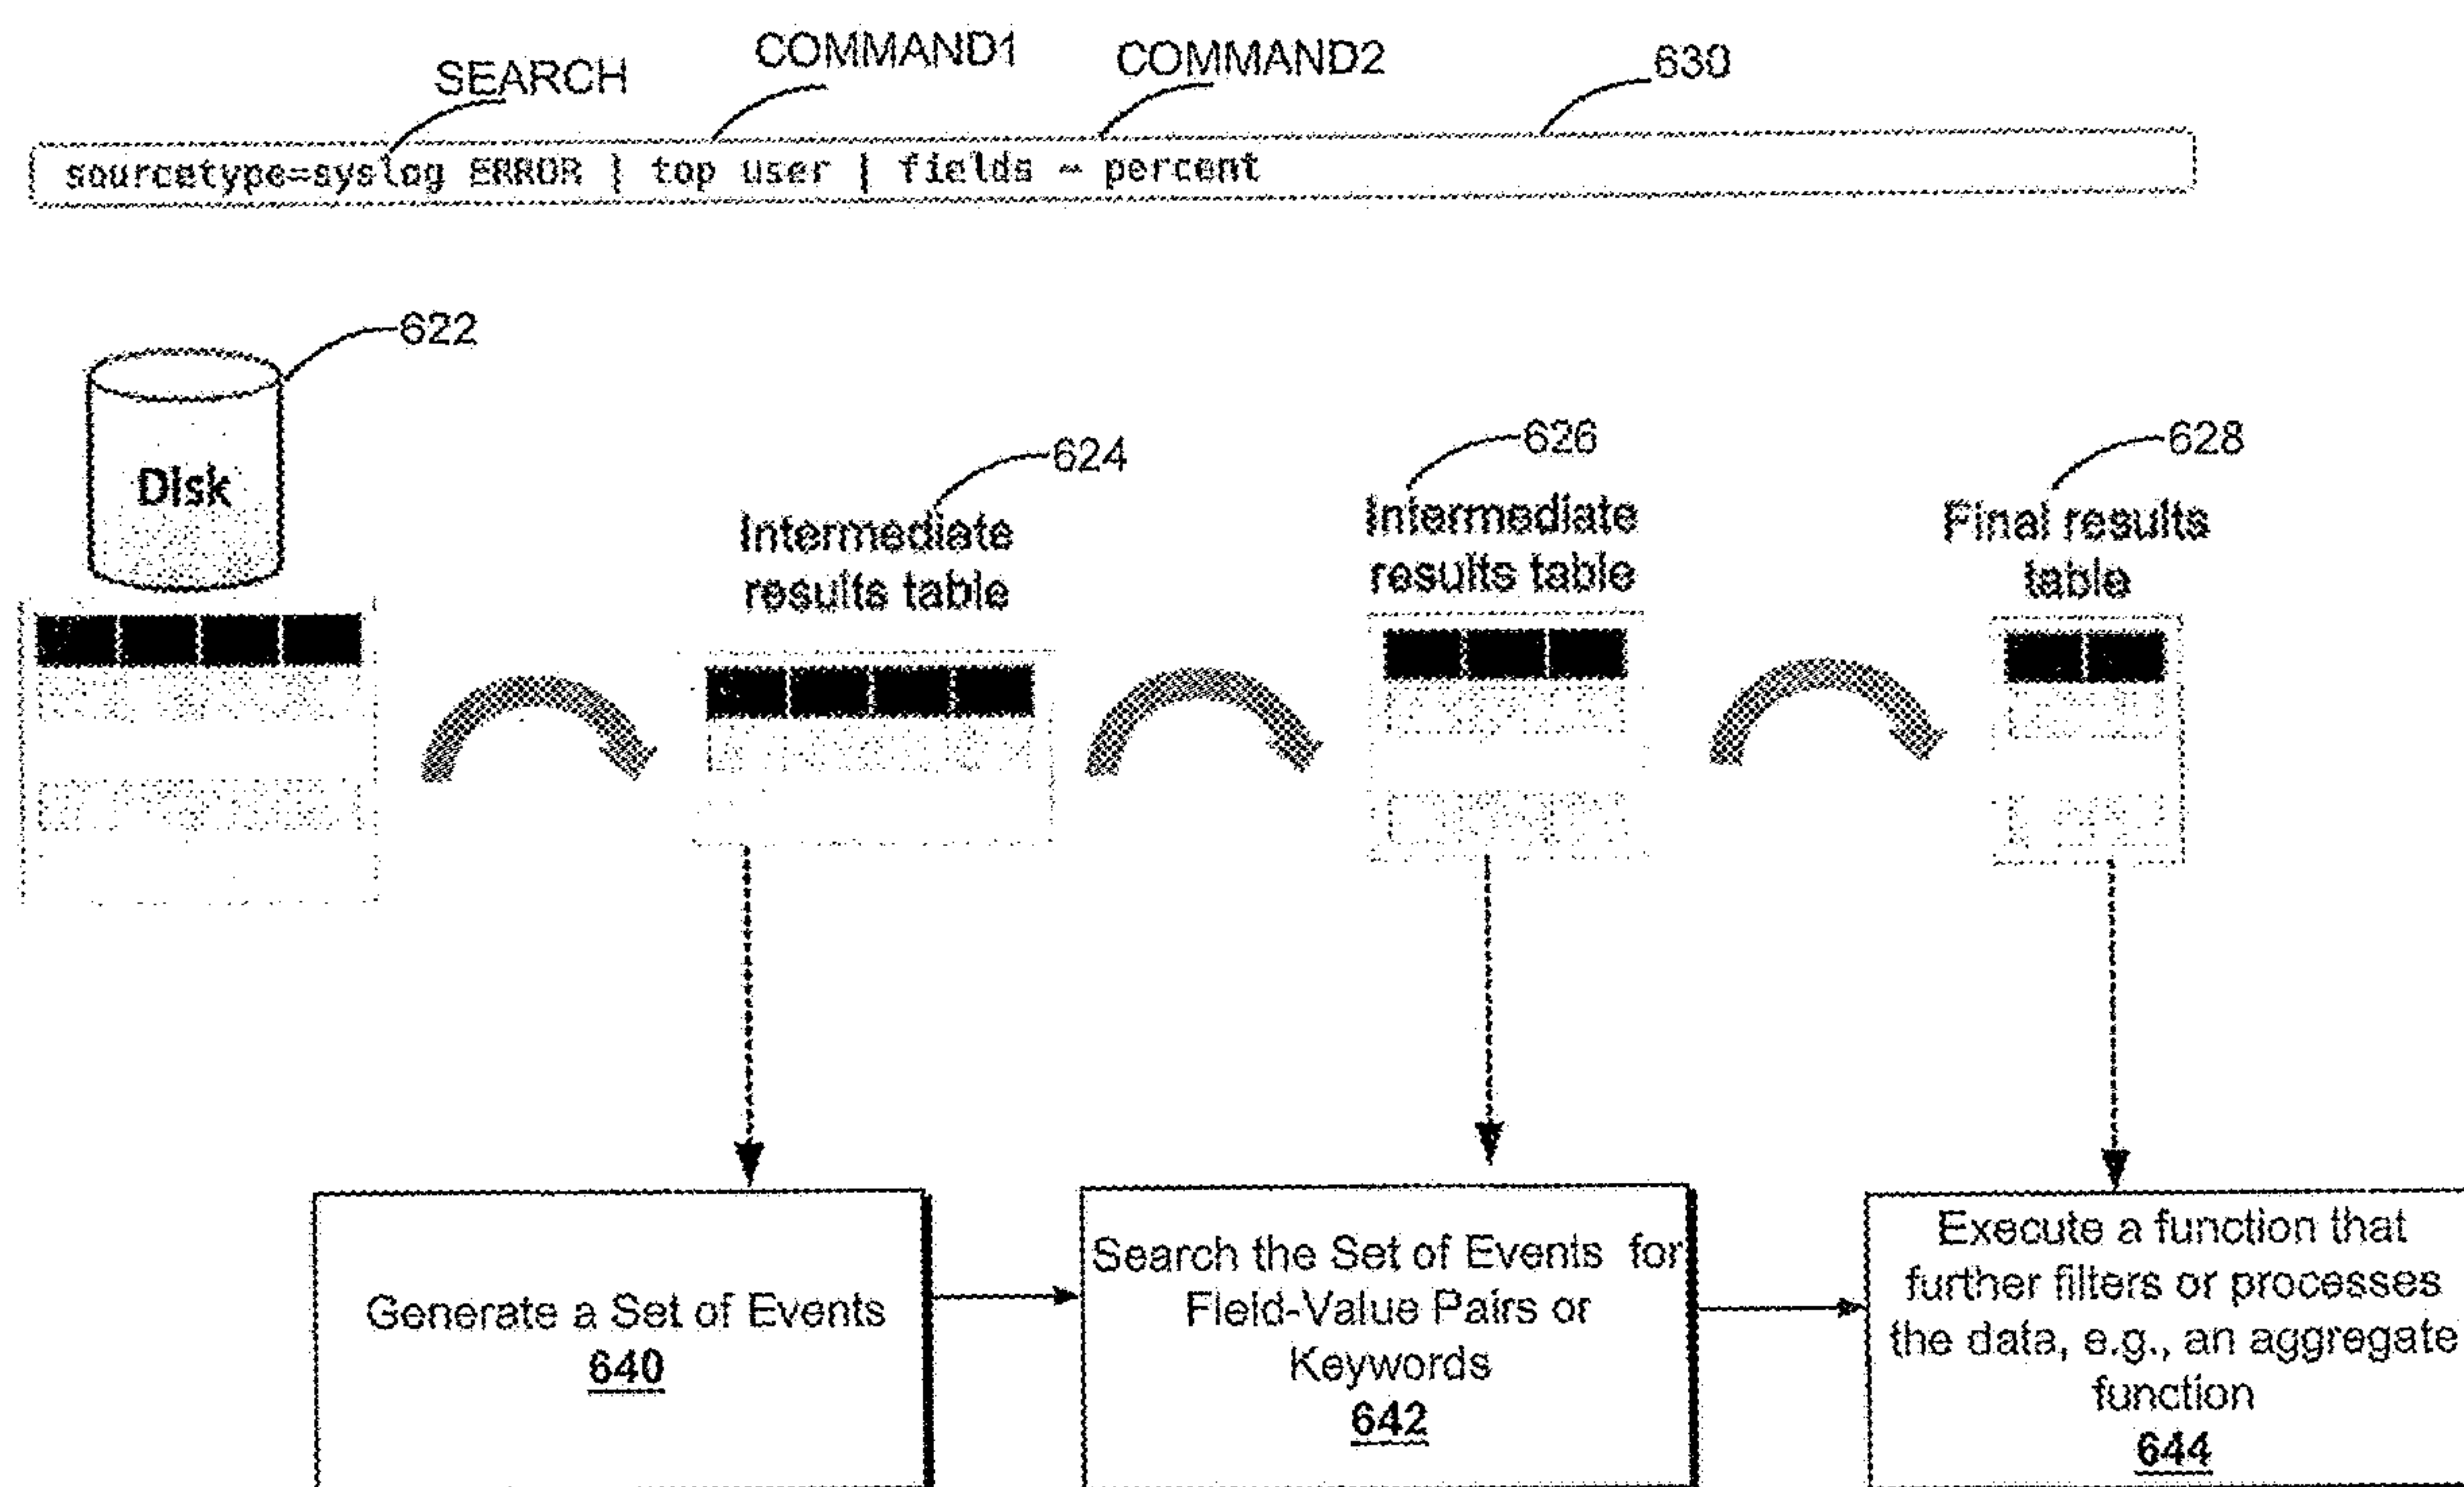 SEARCH
COMMAND1
COMMAND2
630
sourcetype=syslog ERROR | top user | fields - percent
622
Disk
624
Intermediate
results table
626
Intermediate
results table
628
Final results
table
Generate a Set of Events
640
Search the Set of Events for
Field-Value Pairs or
Keywords
642
Execute a function that
further filters or processes
the data, e.g., an aggregate
function
644